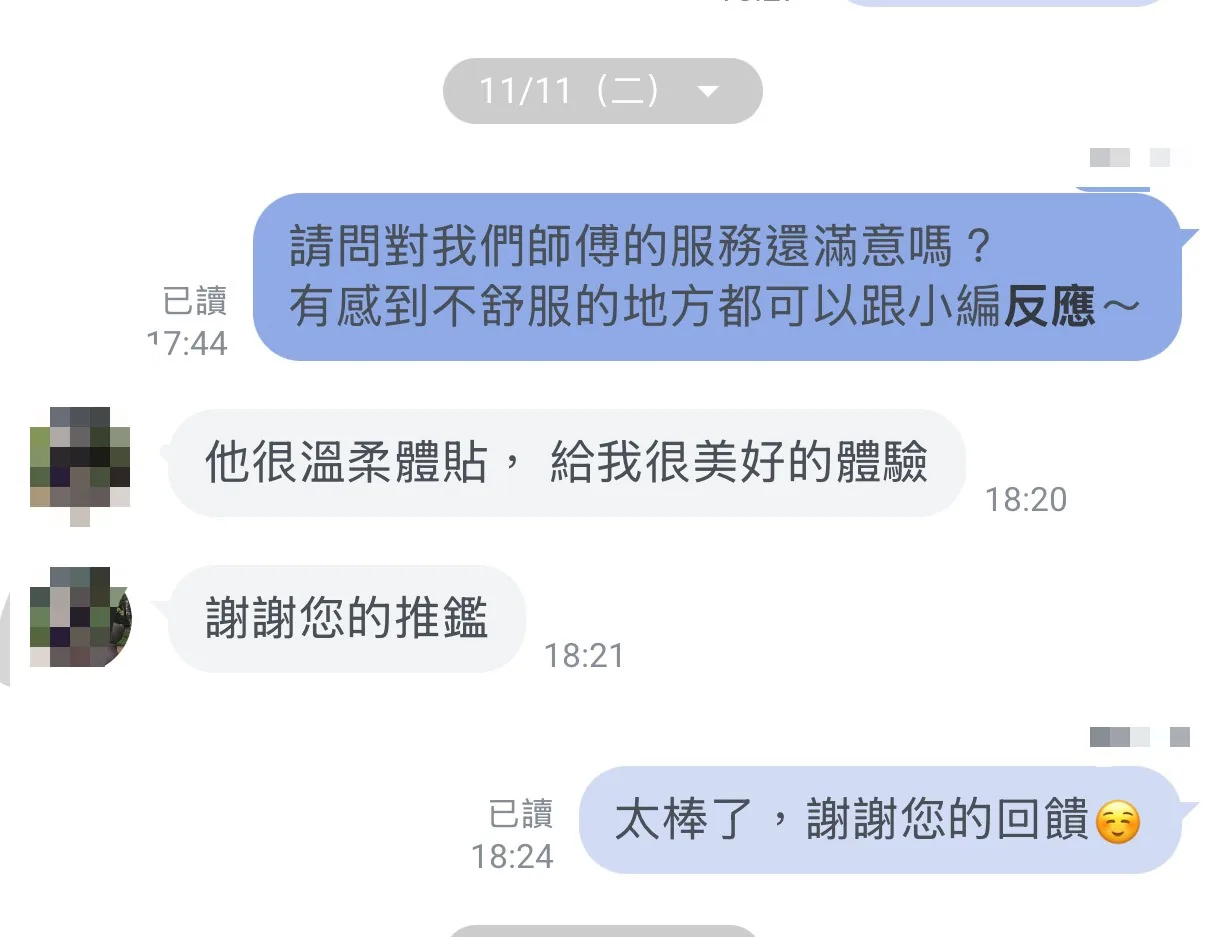 11/11（二）
請問對我們師傅的服務還滿意嗎？
有感到不舒服的地方都可以跟小編反應～
已讀
17:44
他很溫柔體貼， 給我很美好的體驗
18:20
謝謝您的推鑑
18:21
太棒了，謝謝您的回饋☺️
已讀
18:24